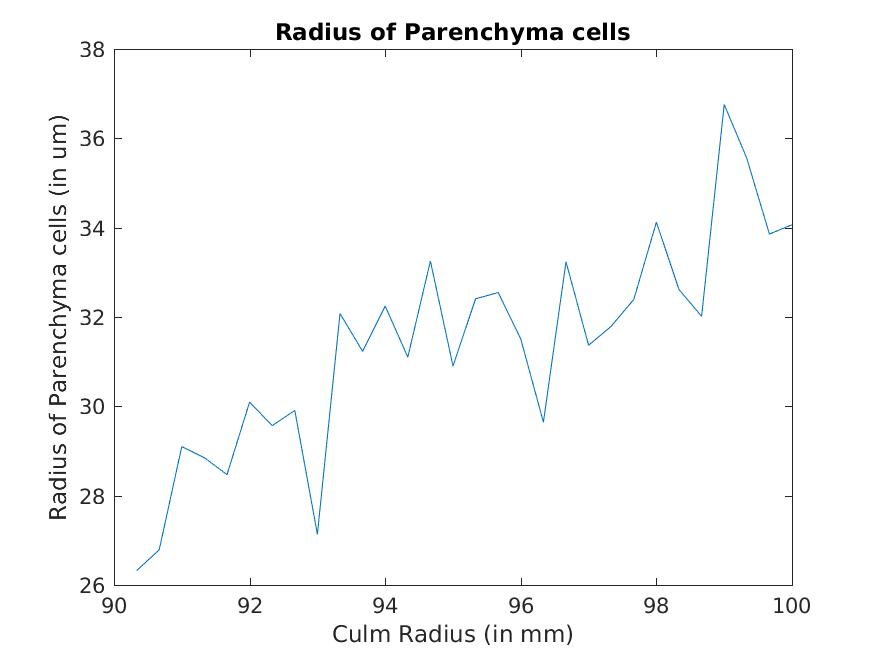 Radius of Parenchyma cells
38
36
34
32
30
28
26
Radius of Parenchyma cells (in um)
90 92 94 96 98 100
Culm Radius (in mm)